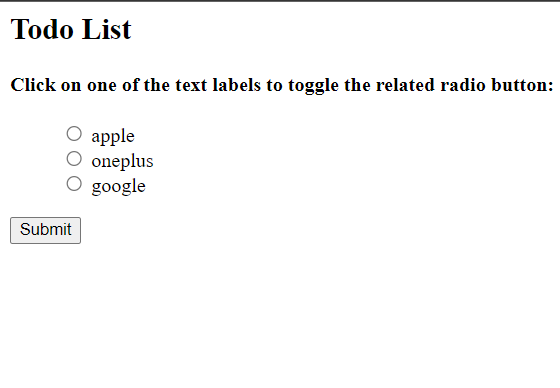 Todo List
Click on one of the text labels to toggle the related radio button:
apple
oneplus
google
Submit